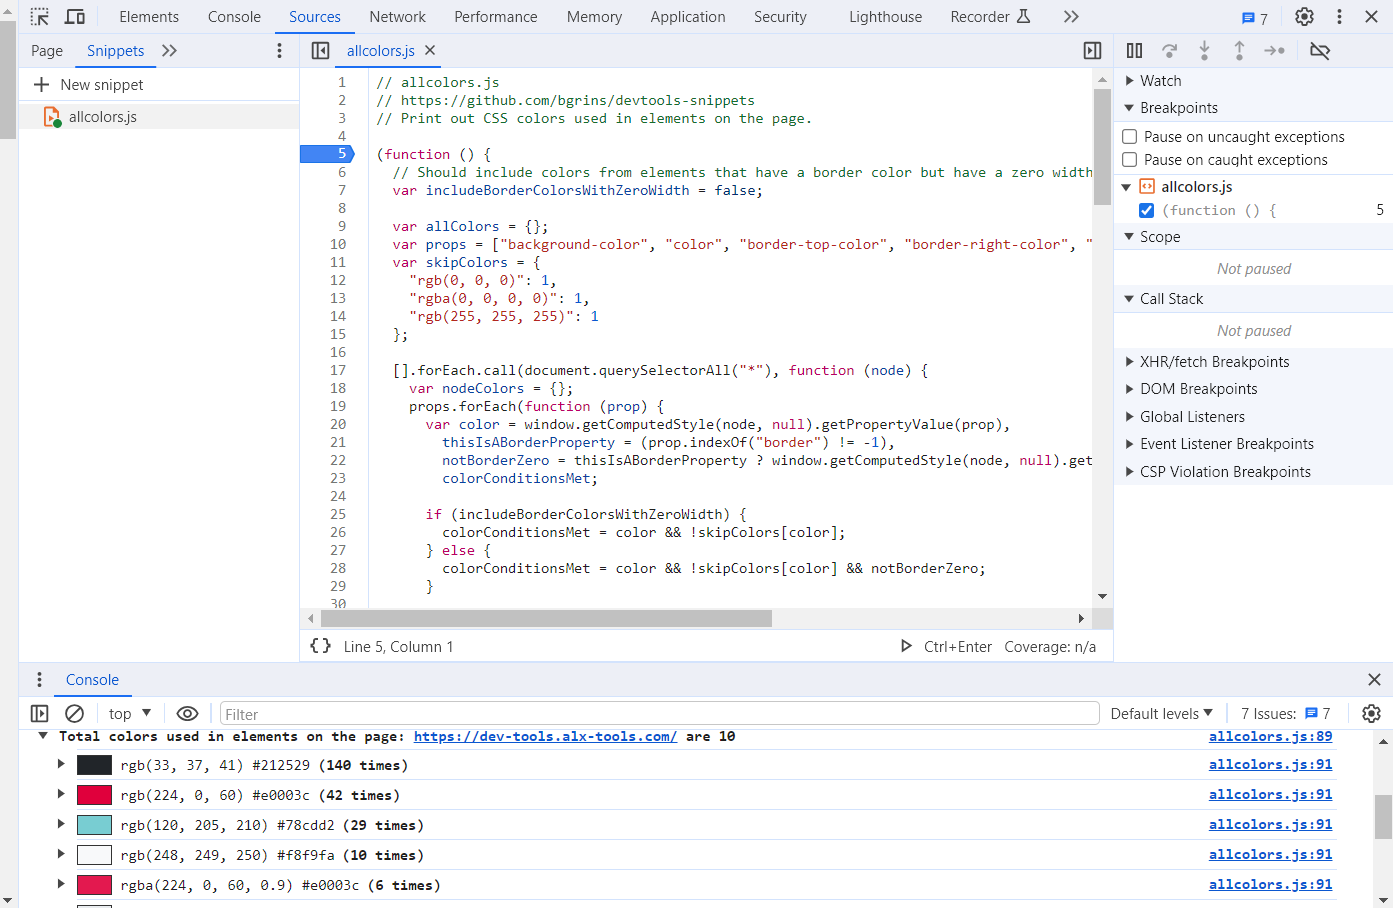 Elements Console Sources Network Performance Memory Application Security Lighthouse Recorder 7
Page Snippets allcolors.js
New snippet
allcolors.js
1 // allcolors.js
2 // https://github.com/bgrins/devtools-snippets
3 // Print out CSS colors used in elements on the page.
4
5 (function () {
6 // Should include colors from elements that have a border color but have a zero width
7 var includeBorderColorsWithZeroWidth = false;
8
9 var allColors = {};
10 var props = ["background-color", "color", "border-top-color", "border-right-color", "
11 var skipColors = {
12 "rgb(0, 0, 0)": 1,
13 "rgba(0, 0, 0, 0)": 1,
14 "rgb(255, 255, 255)": 1
15 };
16
17 [].forEach.call(document.querySelectorAll("*"), function (node) {
18 var nodeColors = {};
19 props.forEach(function (prop) {
20 var color = window.getComputedStyle(node, null).getPropertyValue(prop),
21 thisIsABorderProperty = (prop.indexOf("border") != -1),
22 notBorderZero = thisIsABorderProperty ? window.getComputedStyle(node, null).get
23 colorConditionsMet;
24
25 if (includeBorderColorsWithZeroWidth) {
26 colorConditionsMet = color && !skipColors[color];
27 } else {
28 colorConditionsMet = color && !skipColors[color] && notBorderZero;
29 }
30
{} Line 5, Column 1 Ctrl+Enter Coverage: n/a
Watch
Breakpoints
Pause on uncaught exceptions
Pause on caught exceptions
allcolors.js
(function () { 5
Scope
Not paused
Call Stack
Not paused
XHR/fetch Breakpoints
DOM Breakpoints
Global Listeners
Event Listener Breakpoints
CSP Violation Breakpoints
Console
top Filter Default levels 7 Issues: 7
Total colors used in elements on the page: https://dev-tools.alx-tools.com/ are 10 allcolors.js:89
rgb(33, 37, 41) #212529 (140 times) allcolors.js:91
rgb(224, 0, 60) #e0003c (42 times) allcolors.js:91
rgb(120, 205, 210) #78cdd2 (29 times) allcolors.js:91
rgb(248, 249, 250) #f8f9fa (10 times) allcolors.js:91
rgba(224, 0, 60, 0.9) #e0003c (6 times) allcolors.js:91